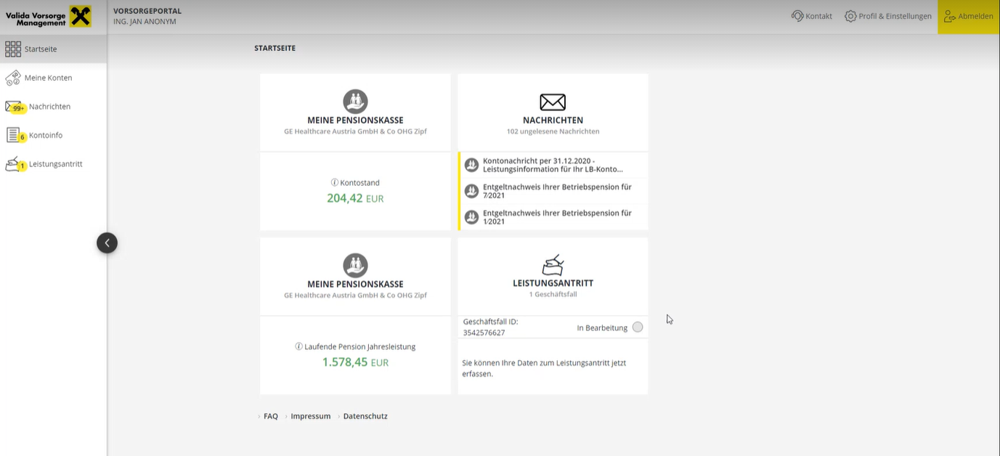 Valida Vorsorge
Management
VORSORGEPORTAL
ING. JAN ANONYM
Kontakt
Profil & Einstellungen
Abmelden
Startseite
Meine Konten
99+ Nachrichten
6 Kontoinfo
1 Leistungsantritt
STARTSEITE
MEINE PENSIONSKASSE
GE Healthcare Austria GmbH & Co OHG Zipf
i Kontostand
204,42 EUR
NACHRICHTEN
102 ungelesene Nachrichten
Kontonachricht per 31.12.2020 -
Leistungsinformation für Ihr LB-Konto...
Entgeltnachweis Ihrer Betriebspension für
7/2021
Entgeltnachweis Ihrer Betriebspension für
1/2021
MEINE PENSIONSKASSE
GE Healthcare Austria GmbH & Co OHG Zipf
i Laufende Pension Jahresleistung
1.578,45 EUR
LEISTUNGSANTRITT
1 Geschäftsfall
Geschäftsfall ID:
3542576627
In Bearbeitung
Sie können Ihre Daten zum Leistungsantritt jetzt
erfassen.
› FAQ › Impressum › Datenschutz